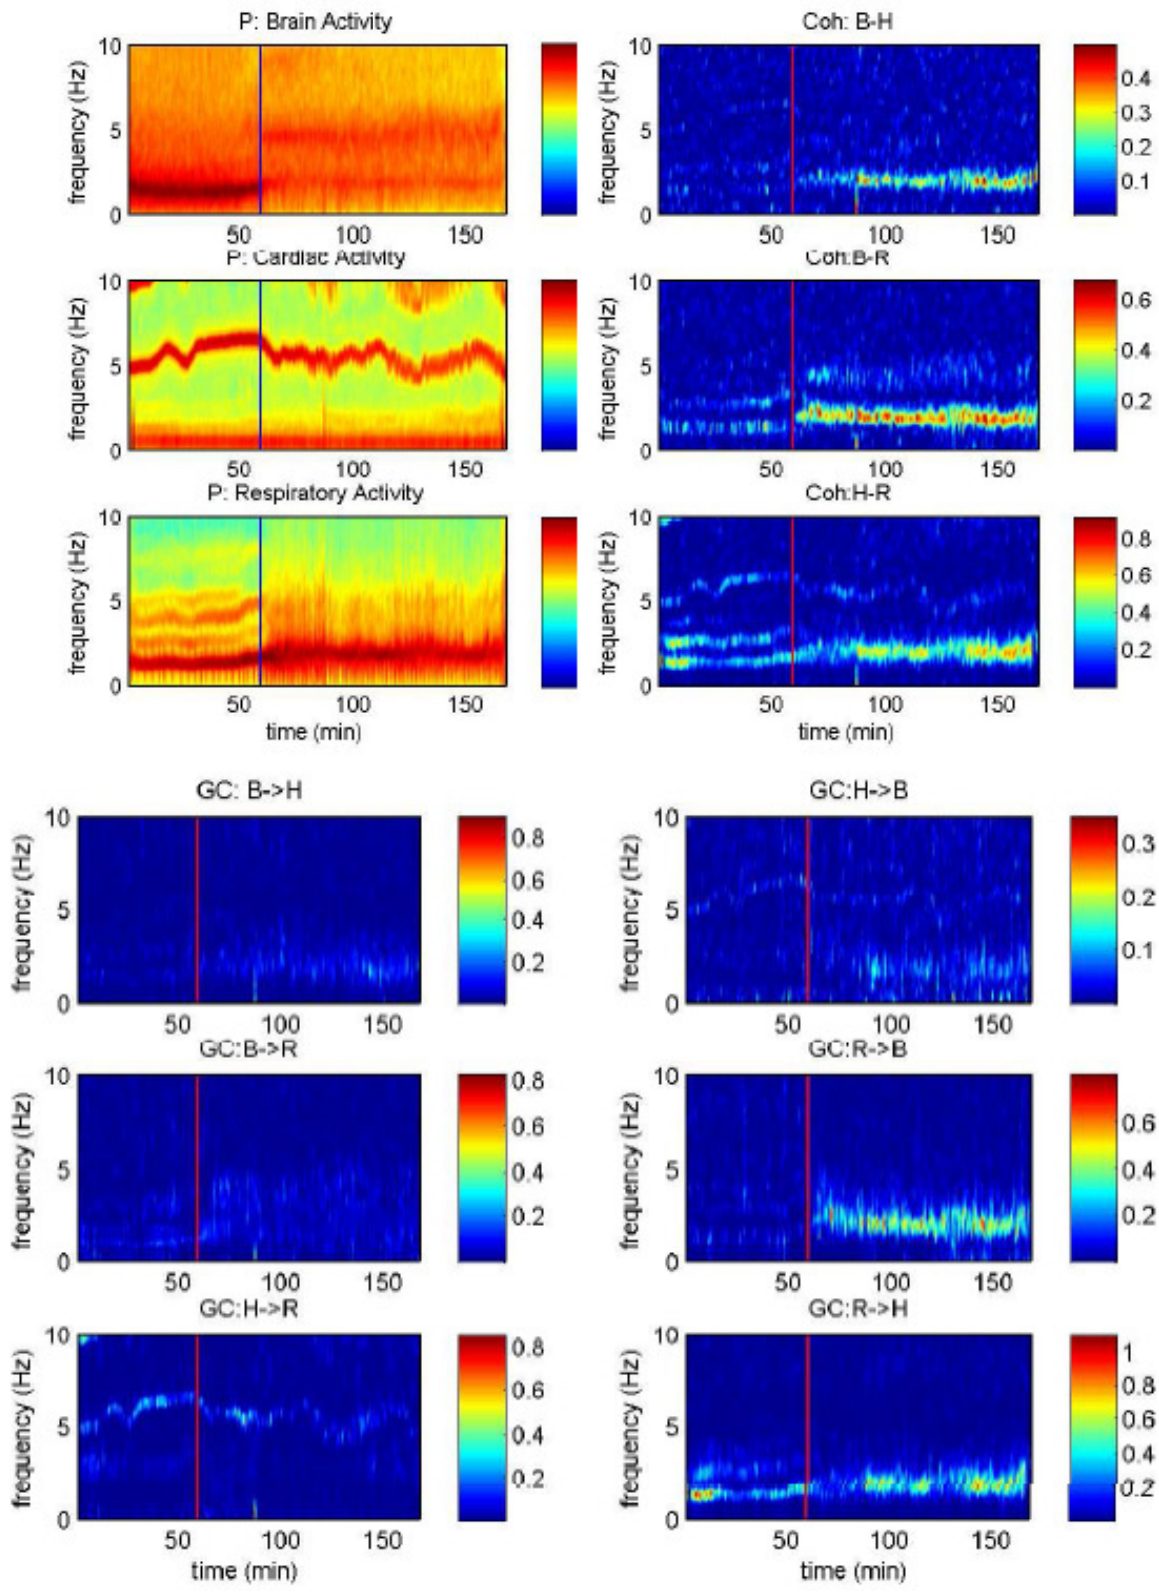 P: Brain Activity
10
5
0
frequency (Hz)
50 100 150
Coh: B-H
10
5
0
frequency (Hz)
50 100 150
0.4
0.3
0.2
0.1
P: Cardiac Activity
10
5
0
frequency (Hz)
50 100 150
Coh:B-R
10
5
0
frequency (Hz)
50 100 150
0.6
0.4
0.2
P: Respiratory Activity
10
5
0
frequency (Hz)
50 100 150
time (min)
Coh:H-R
10
5
0
frequency (Hz)
50 100 150
time (min)
0.8
0.6
0.4
0.2
GC: B->H
10
5
0
frequency (Hz)
50 100 150
0.8
0.6
0.4
0.2
GC:H->B
10
5
0
frequency (Hz)
50 100 150
0.3
0.2
0.1
GC:B->R
10
5
0
frequency (Hz)
50 100 150
0.8
0.6
0.4
0.2
GC:R->B
10
5
0
frequency (Hz)
50 100 150
0.6
0.4
0.2
GC:H->R
10
5
0
frequency (Hz)
50 100 150
time (min)
0.8
0.6
0.4
0.2
GC:R->H
10
5
0
frequency (Hz)
50 100 150
time (min)
1
0.8
0.6
0.4
0.2